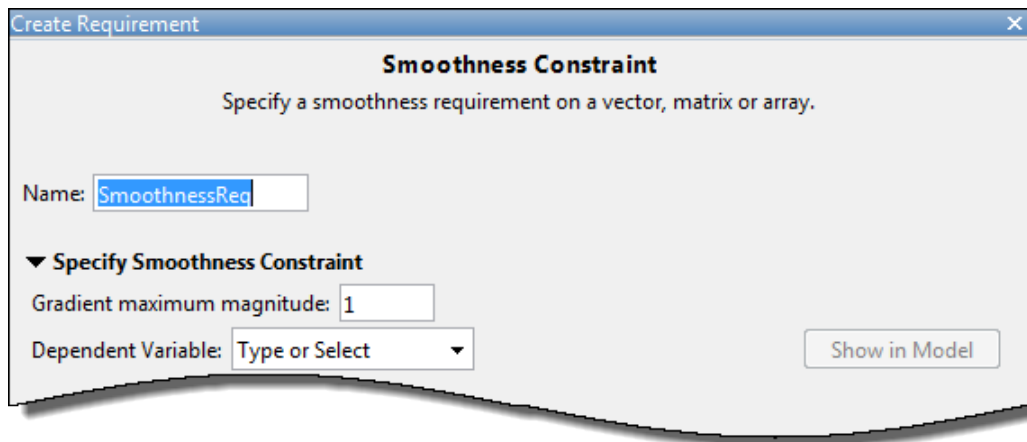 Create Requirement
Smoothness Constraint
Specify a smoothness requirement on a vector, matrix or array.
Name: SmoothnessReq
Specify Smoothness Constraint
Gradient maximum magnitude: 1
Dependent Variable: Type or Select Show in Model